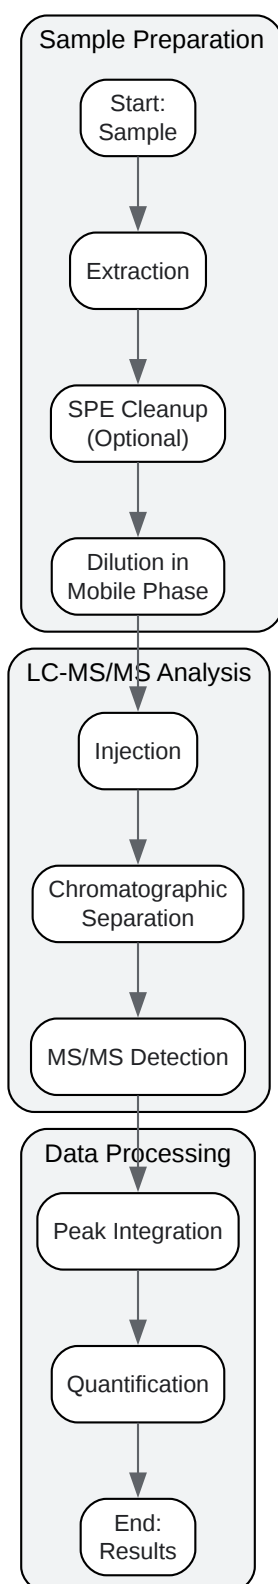 Sample Preparation
Start:
Sample
Extraction
SPE Cleanup
(Optional)
Dilution in
Mobile Phase
LC-MS/MS Analysis
Injection
Chromatographic
Separation
MS/MS Detection
Data Processing
Peak Integration
Quantification
End:
Results